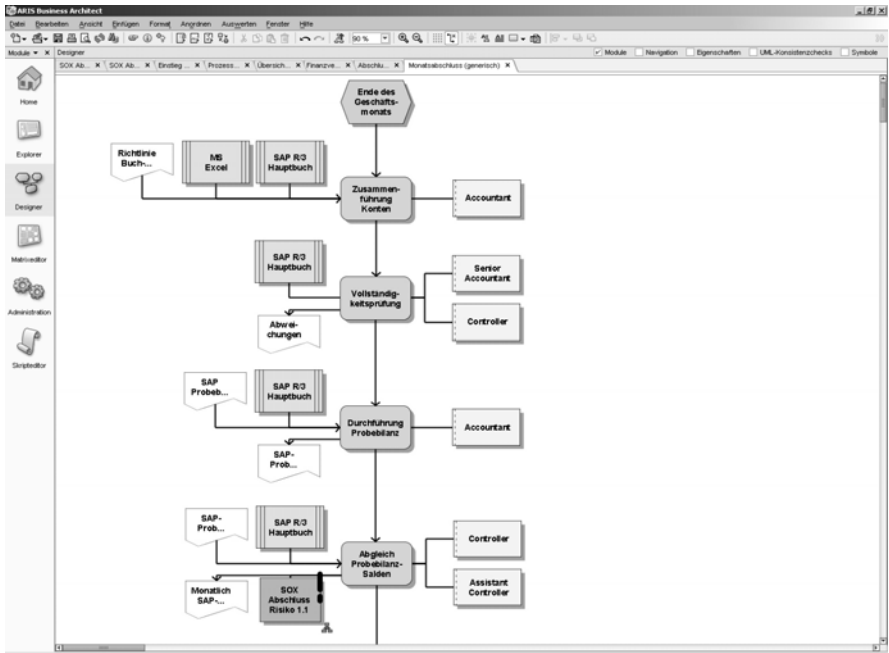 ARIS Business Architect
Datei Bearbeiten Ansicht Einfügen Format Anordnen Auswerten Fenster Hilfe
90 %
Module Designer Module Navigation Eigenschaften UML-Konsistenzchecks Symbole
SOX Ab... SOX Ab... Einstieg ... Prozess... Übersich... Finanzve... Abschlu... Monatsabschluss (generisch)
Home
Explorer
Designer
Matrixeditor
Administration
Skripteditor
Ende des
Geschäfts-
monats
Richtlinie
Buch-...
MS
Excel
SAP R/3
Hauptbuch
Zusammen-
führung
Konten
Accountant
SAP R/3
Hauptbuch
Vollständig-
keitsprüfung
Senior
Accountant
Controller
Abwei-
chungen
SAP
Probeb...
SAP R/3
Hauptbuch
Durchführung
Probebilanz
Accountant
SAP-
Prob...
SAP-
Prob...
SAP R/3
Hauptbuch
Abgleich
Probebilanz-
Salden
Controller
Assistant
Controller
Monatlich
SAP-...
SOX
Abschluss
Risiko 1.1